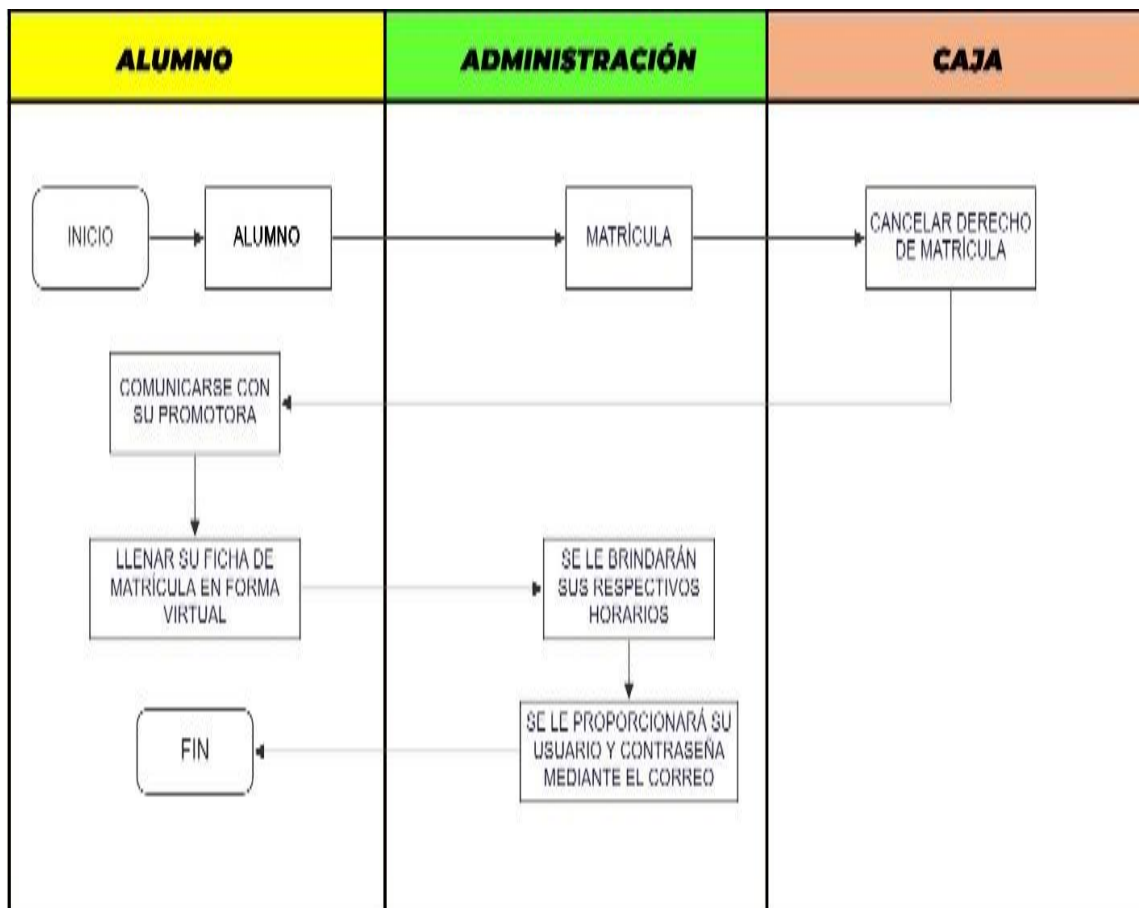 ALUMNO
ADMINISTRACIÓN
CAJA
INICIO
ALUMNO
MATRÍCULA
CANCELAR DERECHO
DE MATRÍCULA
COMUNICARSE CON
SU PROMOTORA
LLENAR SU FICHA DE
MATRÍCULA EN FORMA
VIRTUAL
SE LE BRINDARÁN
SUS RESPECTIVOS
HORARIOS
FIN
SE LE PROPORCIONARÁ SU
USUARIO Y CONTRASEÑA
MEDIANTE EL CORREO